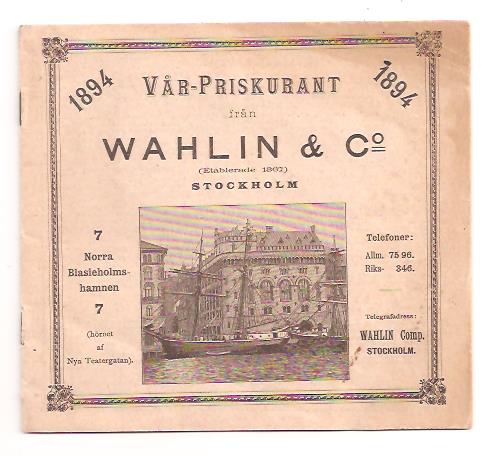 1894
VÅR-PRISKURANT
1894
från
WAHLIN & Cº
(Etablerade 1867)
STOCKHOLM
7
Norra
Blasieholms-
hamnen
7
(hörnet
af
Nya Teatergatan).
Telefoner:
Allm. 75 96.
Riks- 346.
Telegrafadress:
WAHLIN Comp.
STOCKHOLM.